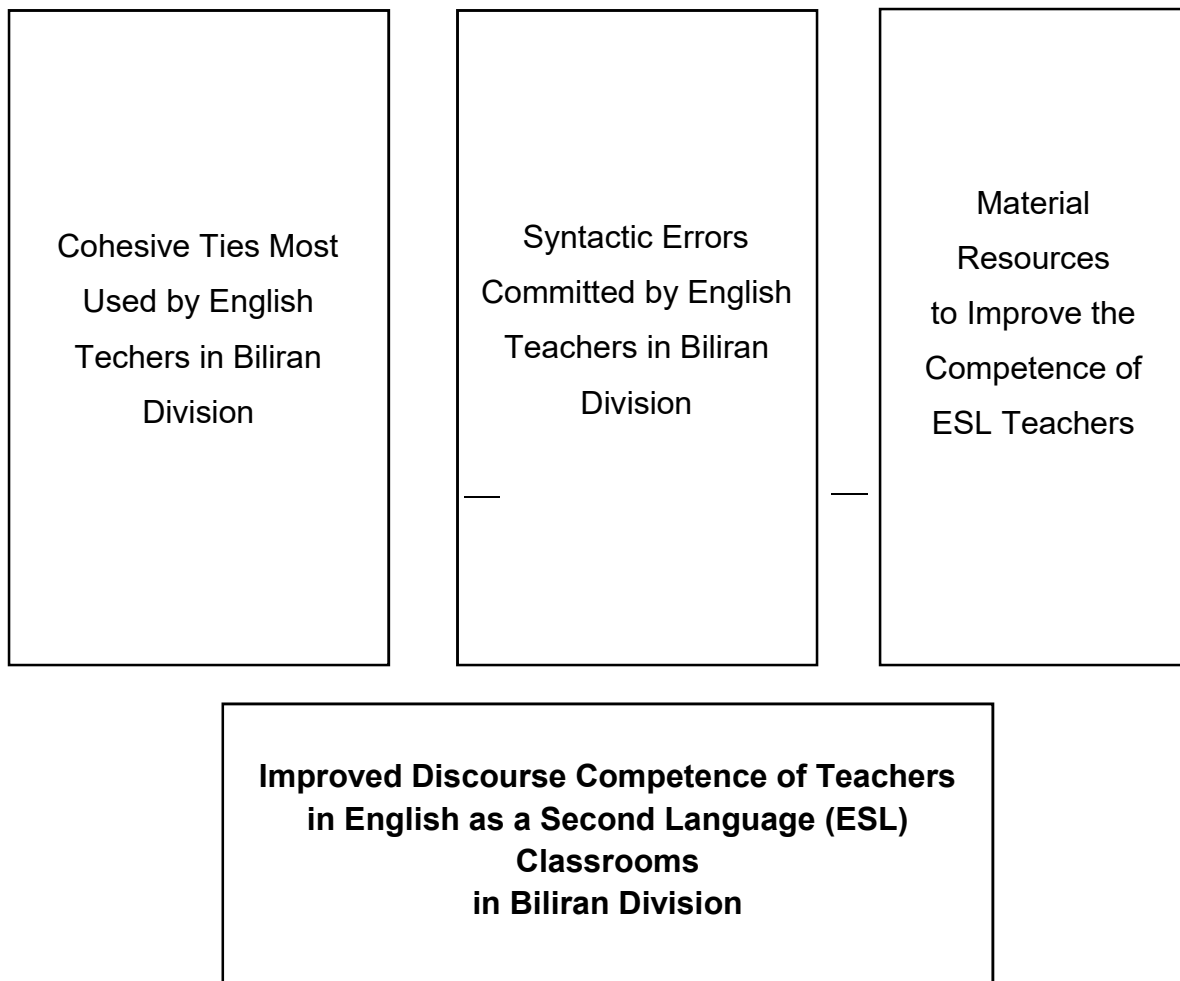 Cohesive Ties Most
Used by English
Techers in Biliran
Division
Syntactic Errors
Committed by English
Teachers in Biliran
Division
Material
Resources
to Improve the
Competence of
ESL Teachers
Improved Discourse Competence of Teachers
in English as a Second Language (ESL)
Classrooms
in Biliran Division